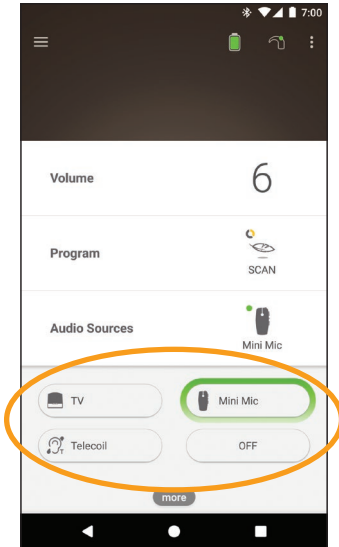 7:00
Volume 6
Program
SCAN
Audio Sources
Mini Mic
TV Mini Mic
Telecoil OFF
more